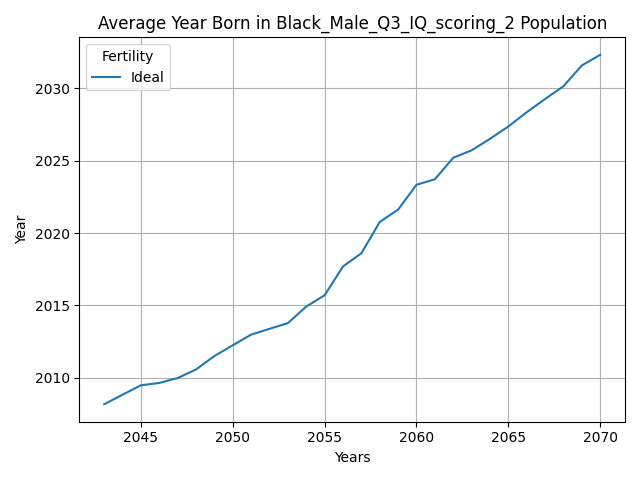 Average Year Born in Black_Male_Q3_IQ_scoring_2 Population
Fertility
Ideal
Year
2030
2025
2020
2015
2010
2045 2050 2055 2060 2065 2070
Years